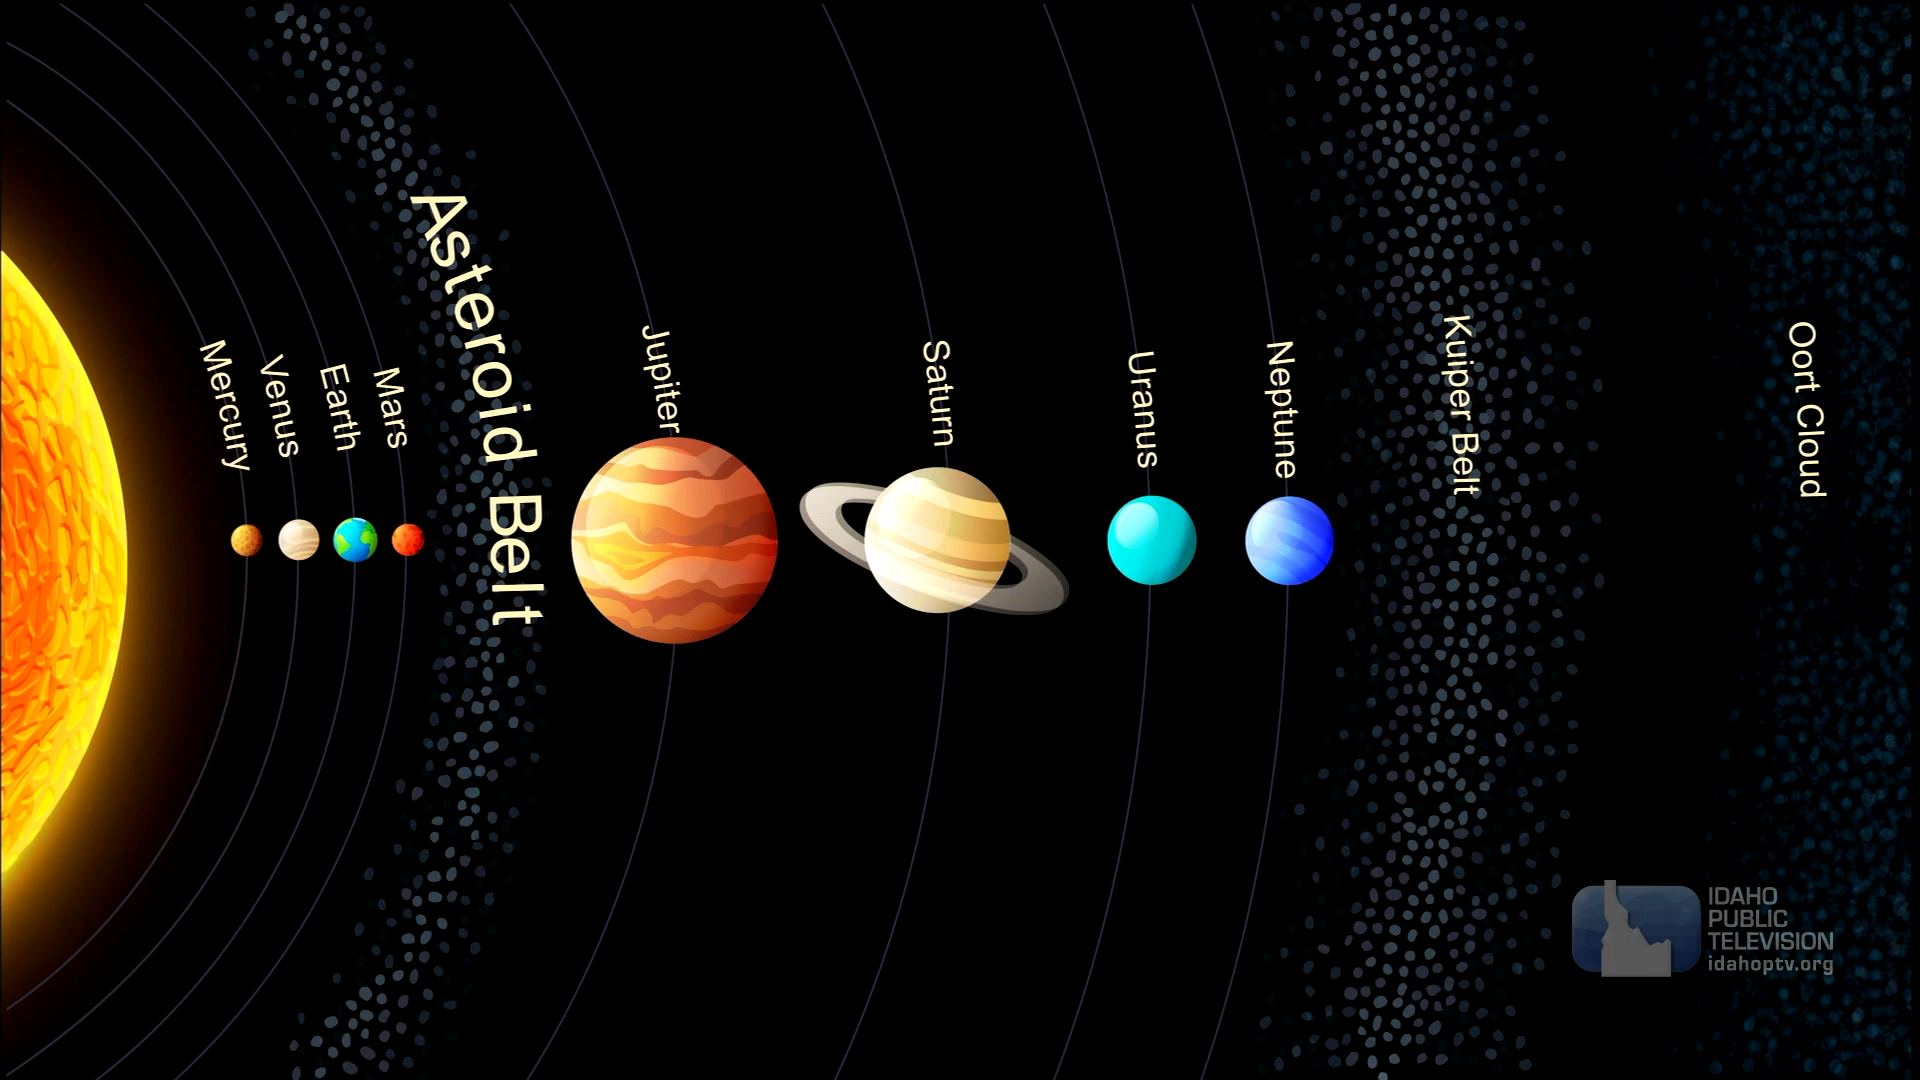 Mercury
Venus
Earth
Mars
Asteroid Belt
Jupiter
Saturn
Uranus
Neptune
Kuiper Belt
Oort Cloud
IDAHO
PUBLIC
TELEVISION
idahoptv.org